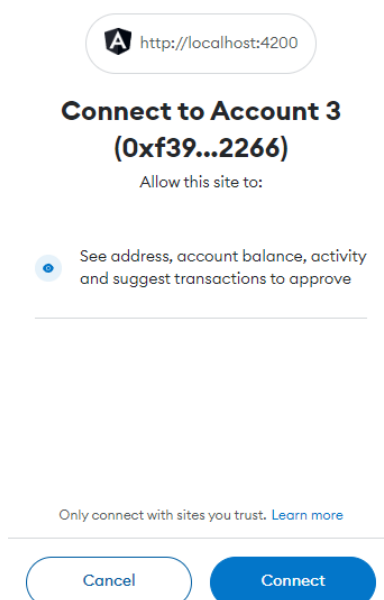 http://localhost:4200
Connect to Account 3
(0xf39...2266)
Allow this site to:
See address, account balance, activity
and suggest transactions to approve
Only connect with sites you trust. Learn more
Cancel
Connect